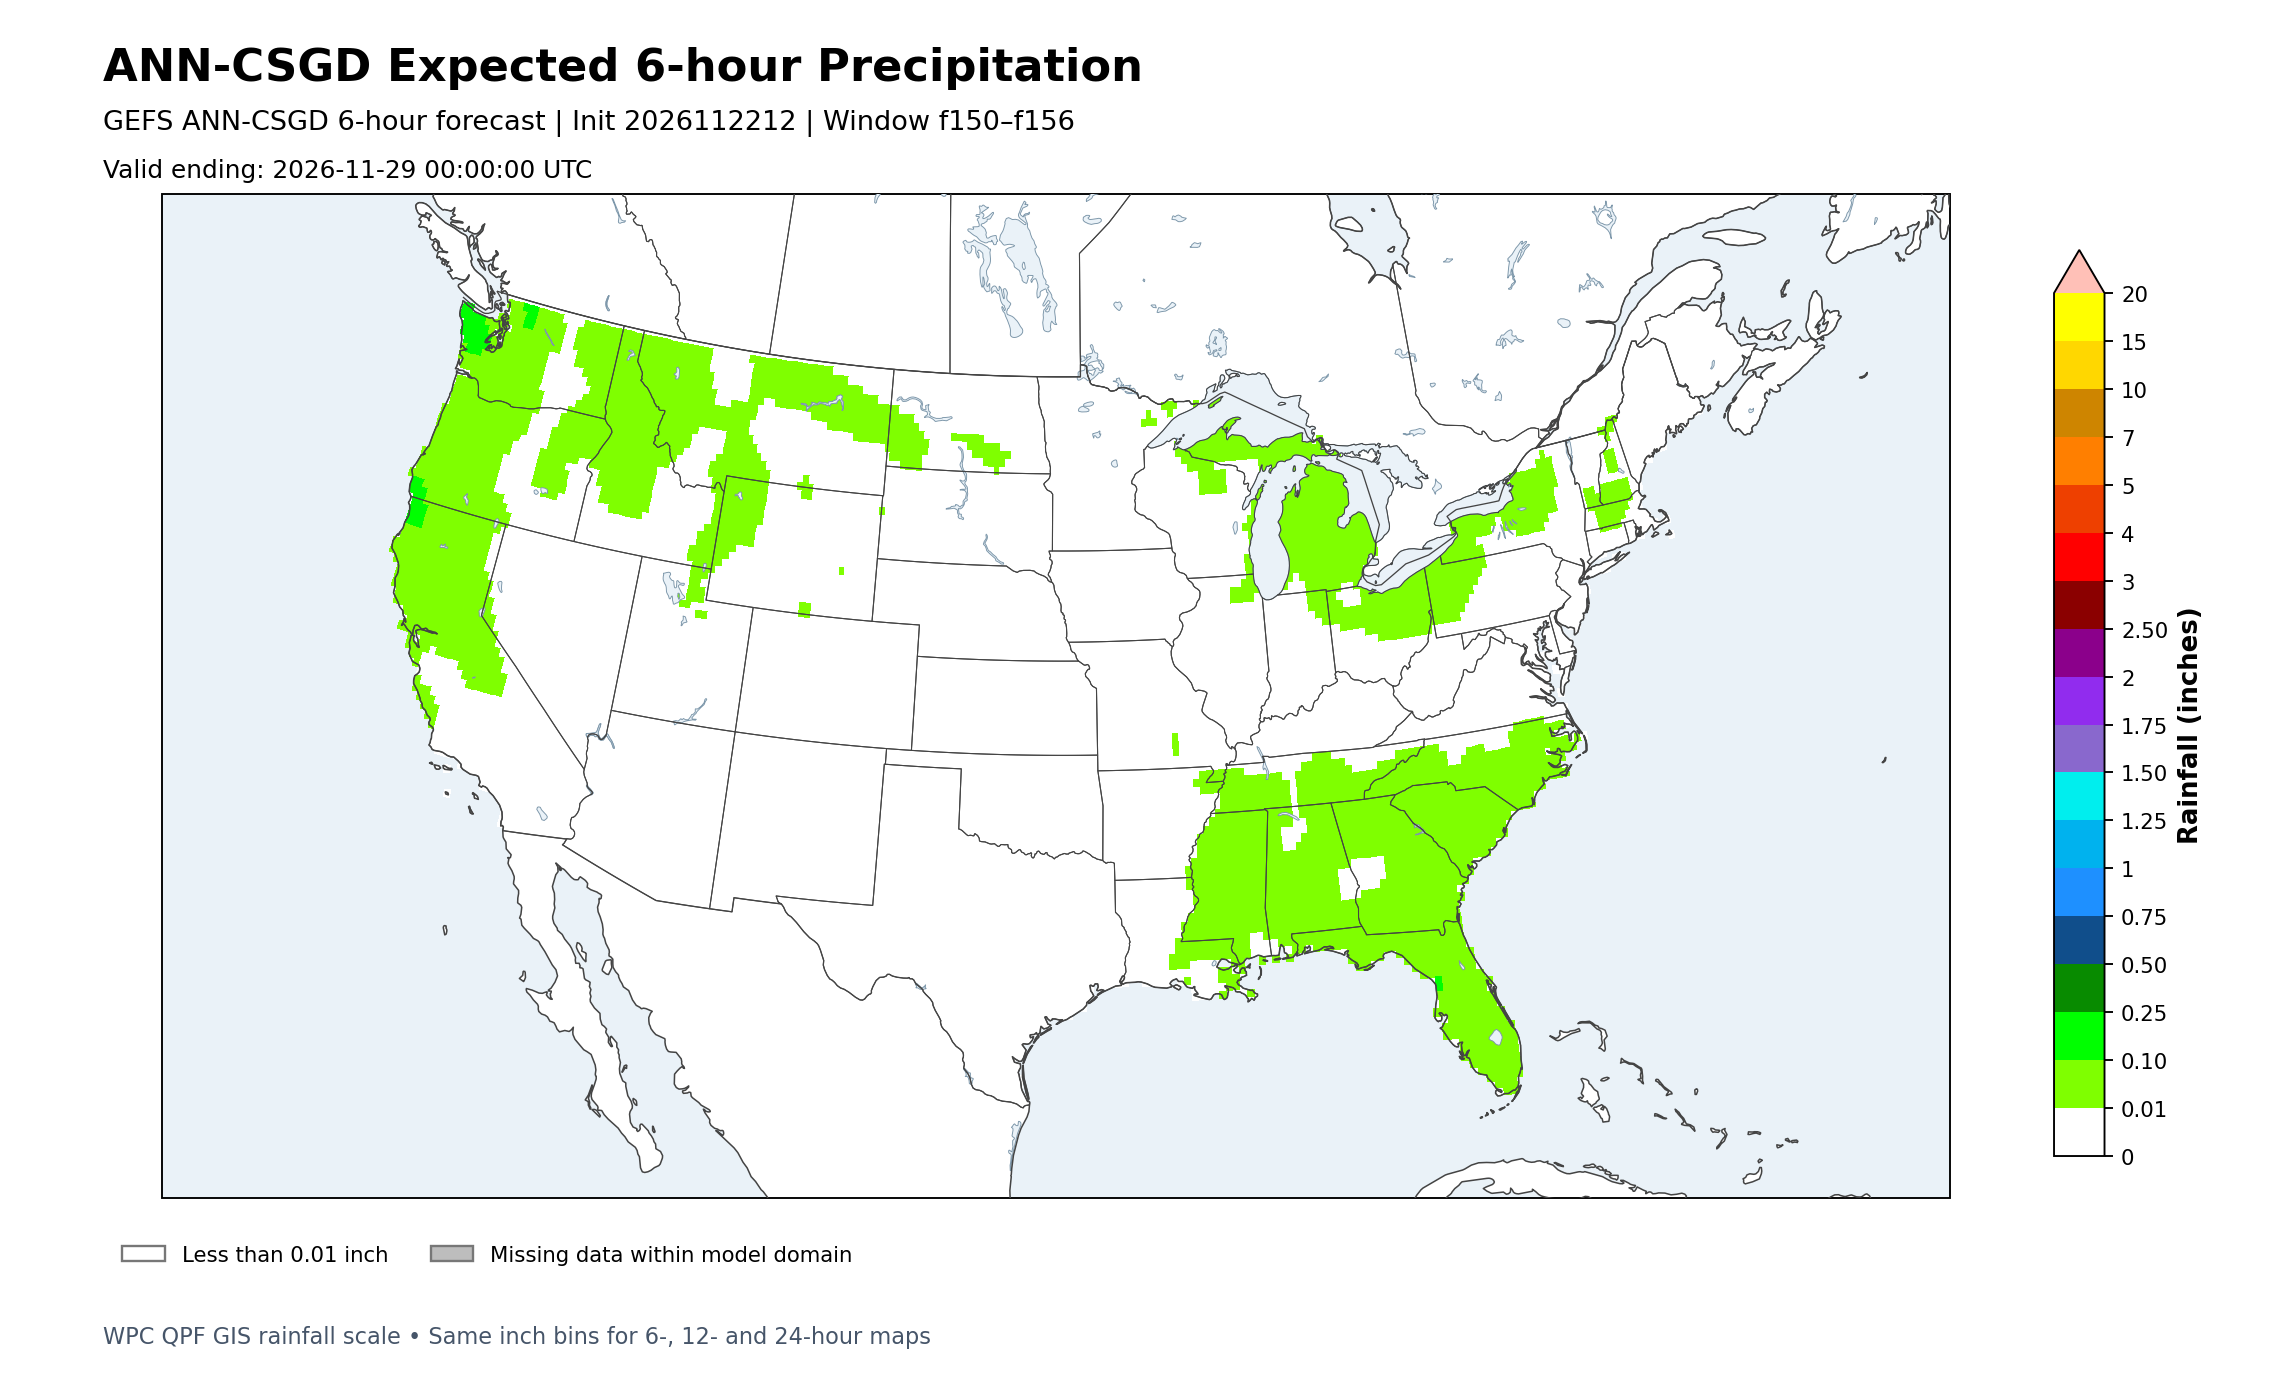 ANN-CSGD Expected 6-hour Precipitation
GEFS ANN-CSGD 6-hour forecast | Init 2026112212 | Window f150–f156
Valid ending: 2026-11-29 00:00:00 UTC
20
15
10
7
5
4
3
2.50
2
1.75
1.50
1.25
1
0.75
0.50
0.25
0.10
0.01
0
Rainfall (inches)
Less than 0.01 inch
Missing data within model domain
WPC QPF GIS rainfall scale • Same inch bins for 6-, 12- and 24-hour maps